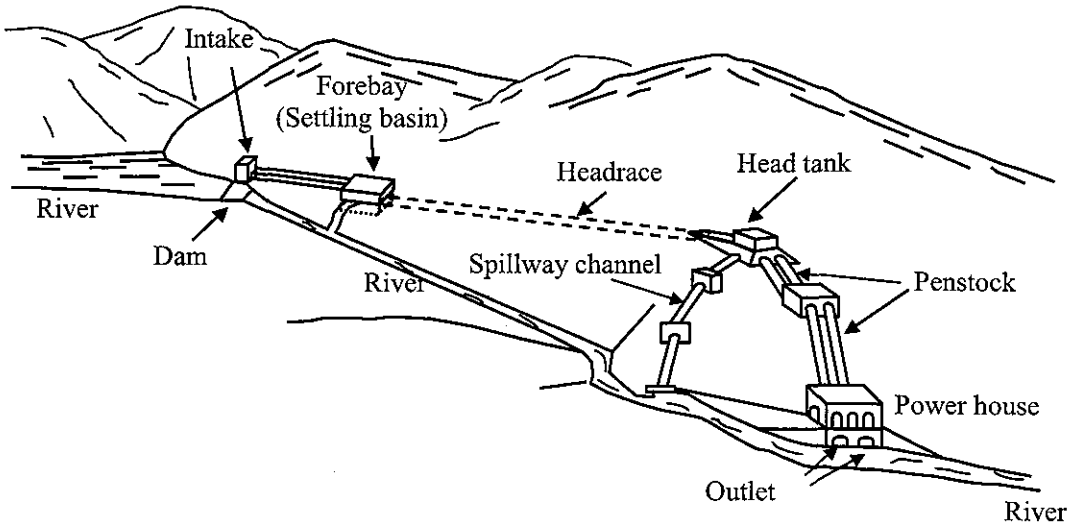 Intake
Forebay
(Settling basin)
Headrace
Head tank
River
Dam
Spillway channel
River
Penstock
Power house
Outlet
River